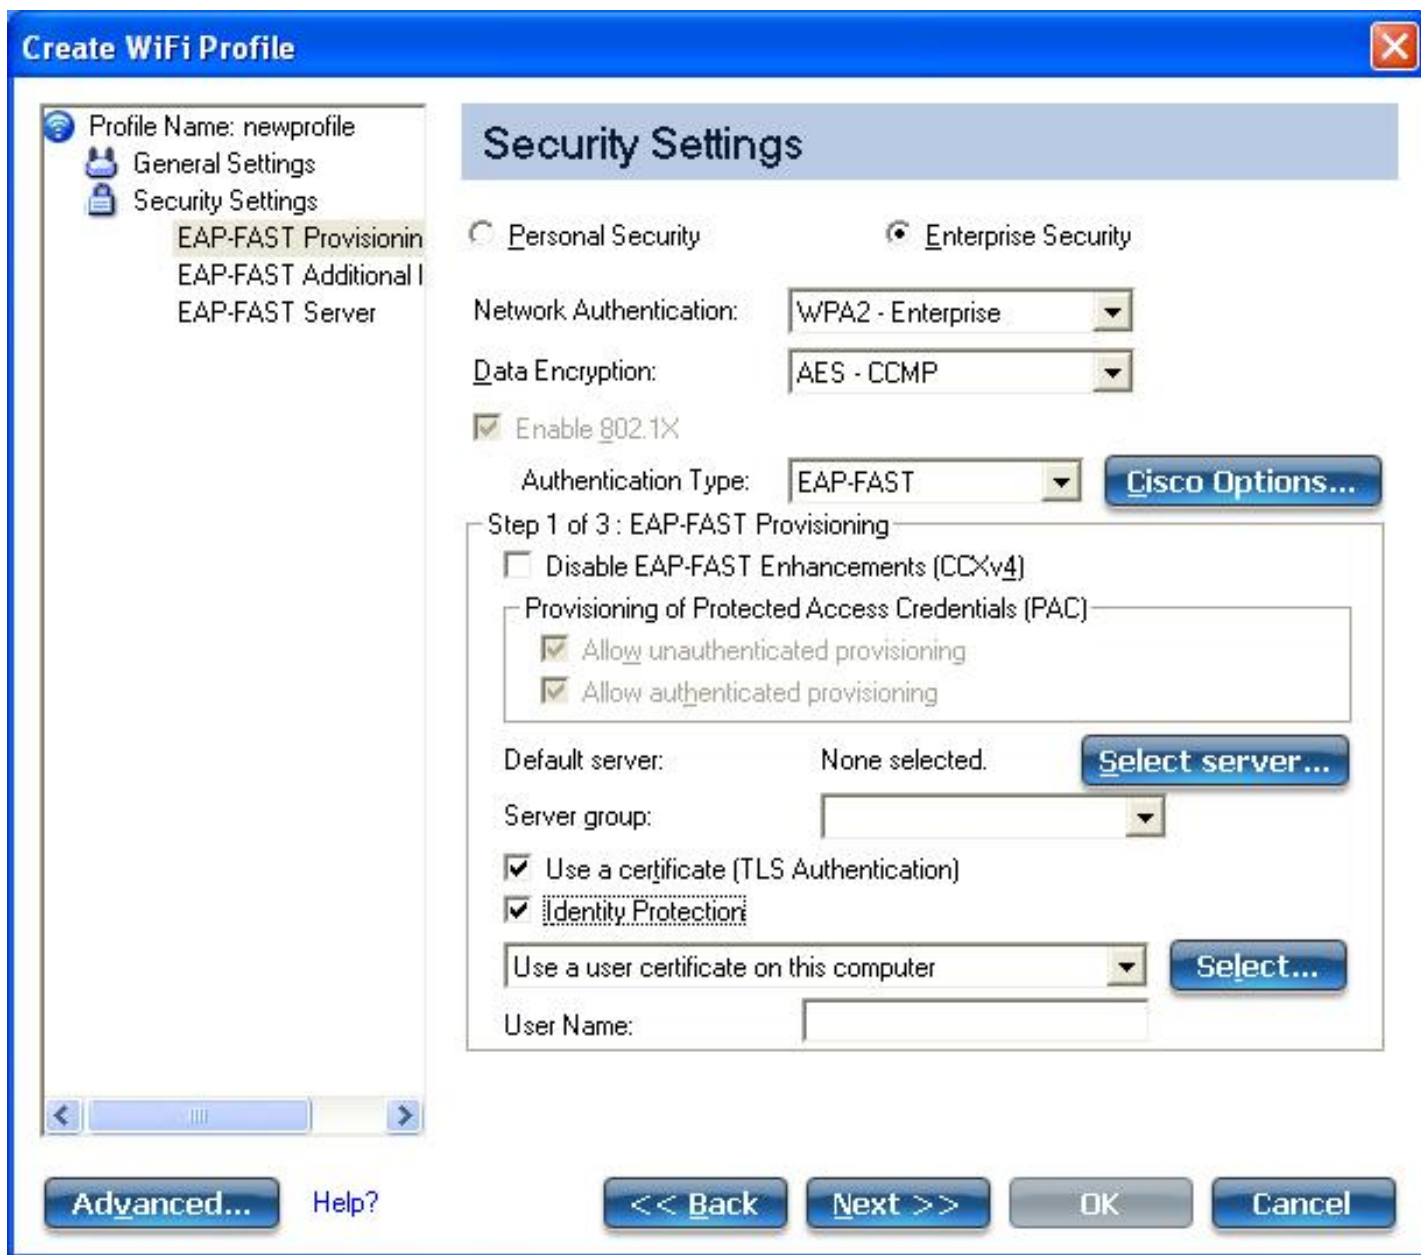 Create WiFi Profile
Profile Name: newprofile
General Settings
Security Settings
EAP-FAST Provisionin
EAP-FAST Additional I
EAP-FAST Server
Security Settings
Personal Security
Enterprise Security
Network Authentication:
WPA2 - Enterprise
Data Encryption:
AES - CCMP
Enable 802.1X
Authentication Type:
EAP-FAST
Cisco Options...
Step 1 of 3 : EAP-FAST Provisioning
Disable EAP-FAST Enhancements (CCXv4)
Provisioning of Protected Access Credentials (PAC)
Allow unauthenticated provisioning
Allow authenticated provisioning
Default server:
None selected.
Select server...
Server group:
Use a certificate (TLS Authentication)
Identity Protection
Use a user certificate on this computer
Select...
User Name:
Advanced...
Help?
<< Back
Next >>
OK
Cancel